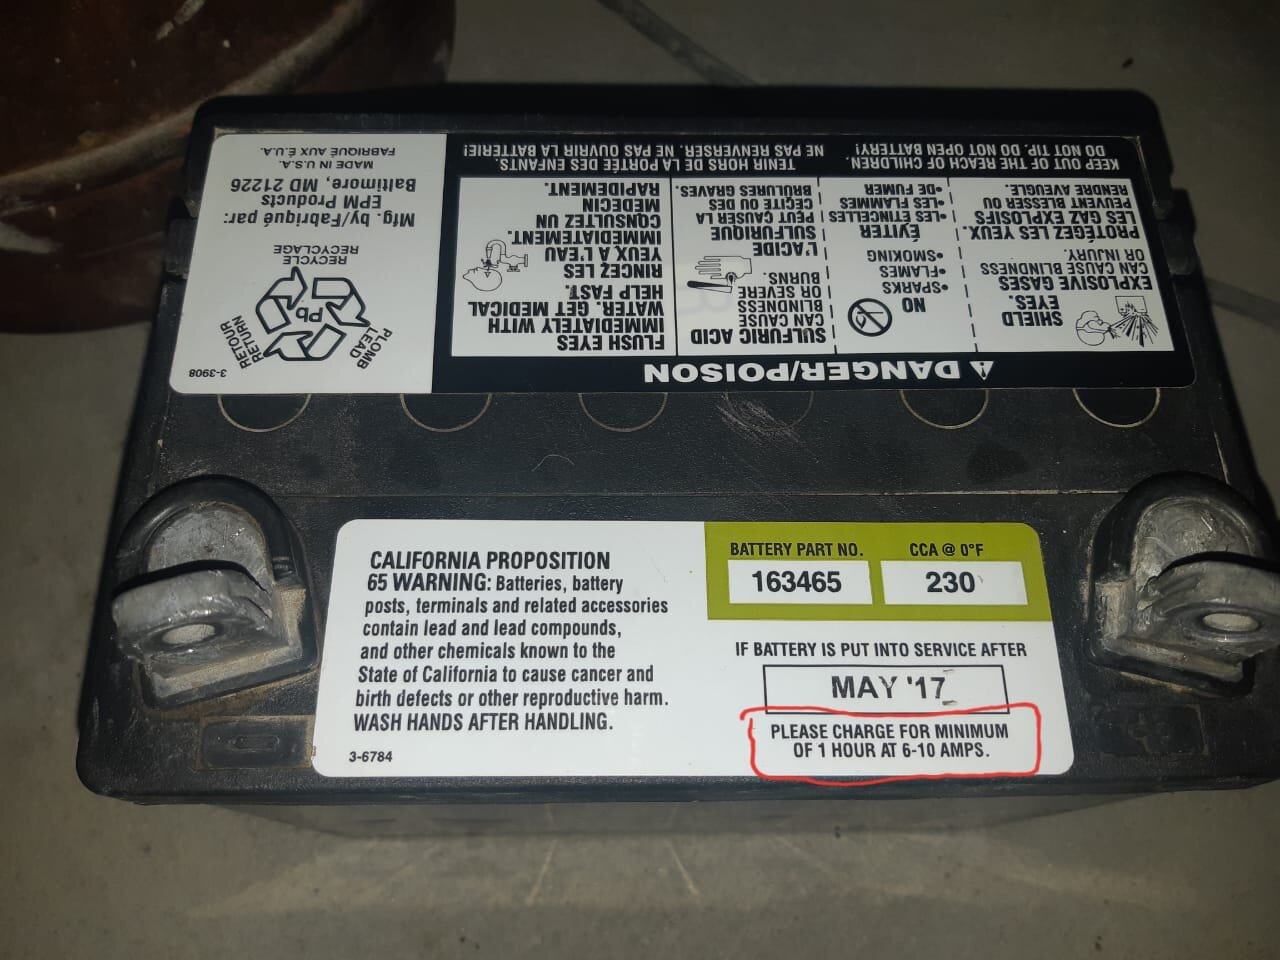 ⚠ DANGER/POISON
SHIELD
EYES.
EXPLOSIVE GASES
CAN CAUSE BLINDNESS
OR INJURY.
PROTÉGEZ LES YEUX.
LES GAZ EXPLOSIFS
PEUVENT BLESSER OU
RENDRE AVEUGLE.
NO
•SPARKS
•FLAMES
•SMOKING
ÉVITER
•LES ÉTINCELLES
•LES FLAMMES
•DE FUMER
SULFURIC ACID
CAN CAUSE
BLINDNESS
OR SEVERE
BURNS.
L'ACIDE
SULFURIQUE
PEUT CAUSER LA
CÉCITÉ OU DES
BRÛLURES GRAVES.
FLUSH EYES
IMMEDIATELY WITH
WATER. GET MEDICAL
HELP FAST.
RINCEZ LES
YEUX À L'EAU
IMMÉDIATEMENT.
CONSULTEZ UN
MÉDECIN
RAPIDEMENT.
KEEP OUT OF THE REACH OF CHILDREN.
DO NOT TIP. DO NOT OPEN BATTERY!
TENIR HORS DE LA PORTÉE DES ENFANTS.
NE PAS RENVERSER. NE PAS OUVRIR LA BATTERIE!
3-3908
PLOMB
LEAD
Pb
RETOUR
RETURN
RECYCLE
RECYCLAGE
Mfg. by/Fabriqué par:
EPM Products
Baltimore, MD 21226
MADE IN U.S.A.
FABRIQUÉ AUX É.U.A.
CALIFORNIA PROPOSITION
65 WARNING: Batteries, battery
posts, terminals and related accessories
contain lead and lead compounds,
and other chemicals known to the
State of California to cause cancer and
birth defects or other reproductive harm.
WASH HANDS AFTER HANDLING.
3-6784
BATTERY PART NO. CCA @ 0°F
163465 230
IF BATTERY IS PUT INTO SERVICE AFTER
MAY '17
PLEASE CHARGE FOR MINIMUM
OF 1 HOUR AT 6-10 AMPS.